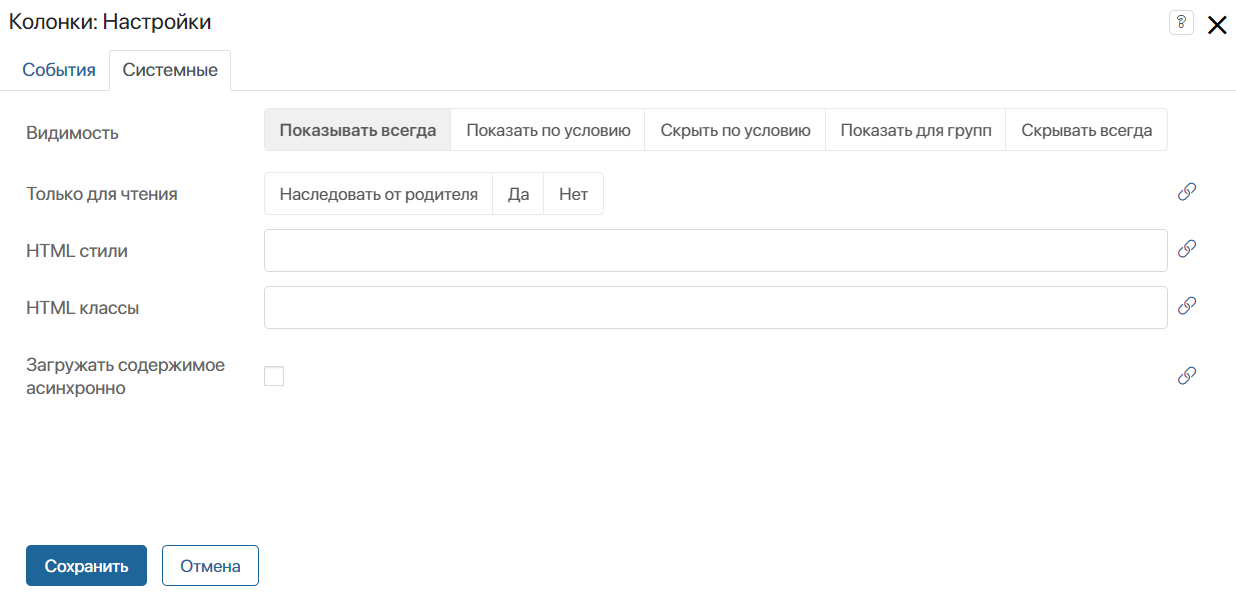 Колонки: Настройки
?
События Системные
Видимость Показывать всегда Показать по условию Скрыть по условию Показать для групп Скрывать всегда
Только для чтения Наследовать от родителя Да Нет
HTML стили
HTML классы
Загружать содержимое
асинхронно
Сохранить Отмена